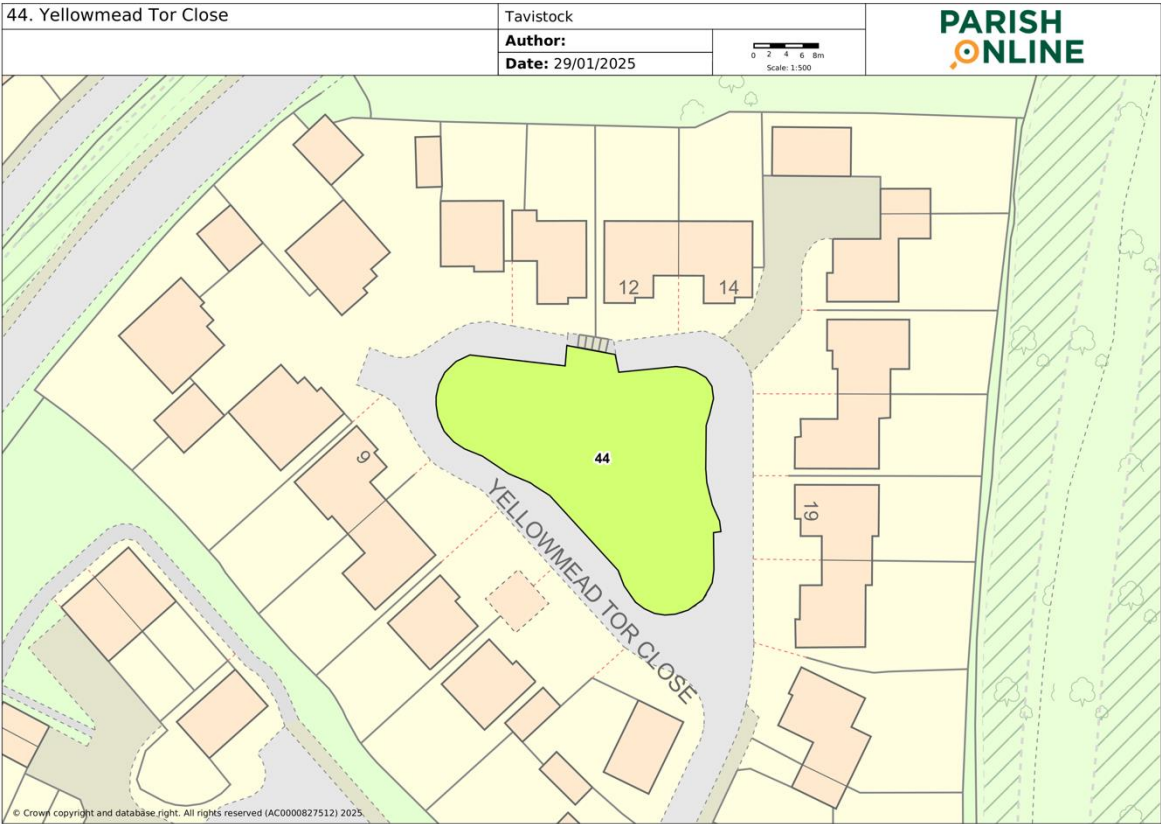 44. Yellowmead Tor Close
Tavistock
Author:
Date: 29/01/2025
0 2 4 6 8m
Scale: 1:500
PARISH
ONLINE
12
14
9
44
19
YELLOWMEAD TOR CLOSE
© Crown copyright and database right. All rights reserved (AC0000827512) 2025.